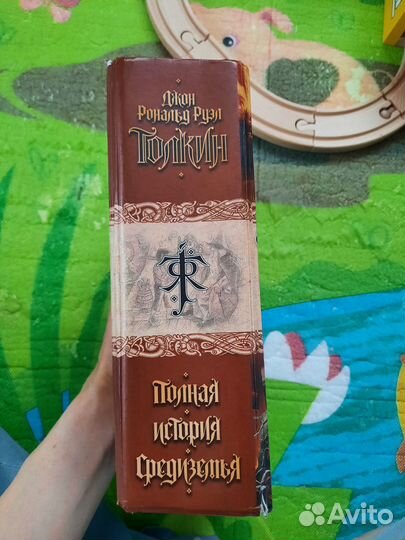 Джон
Рональд Руэл
Толкин
Полная
история
Средиземья
Avito